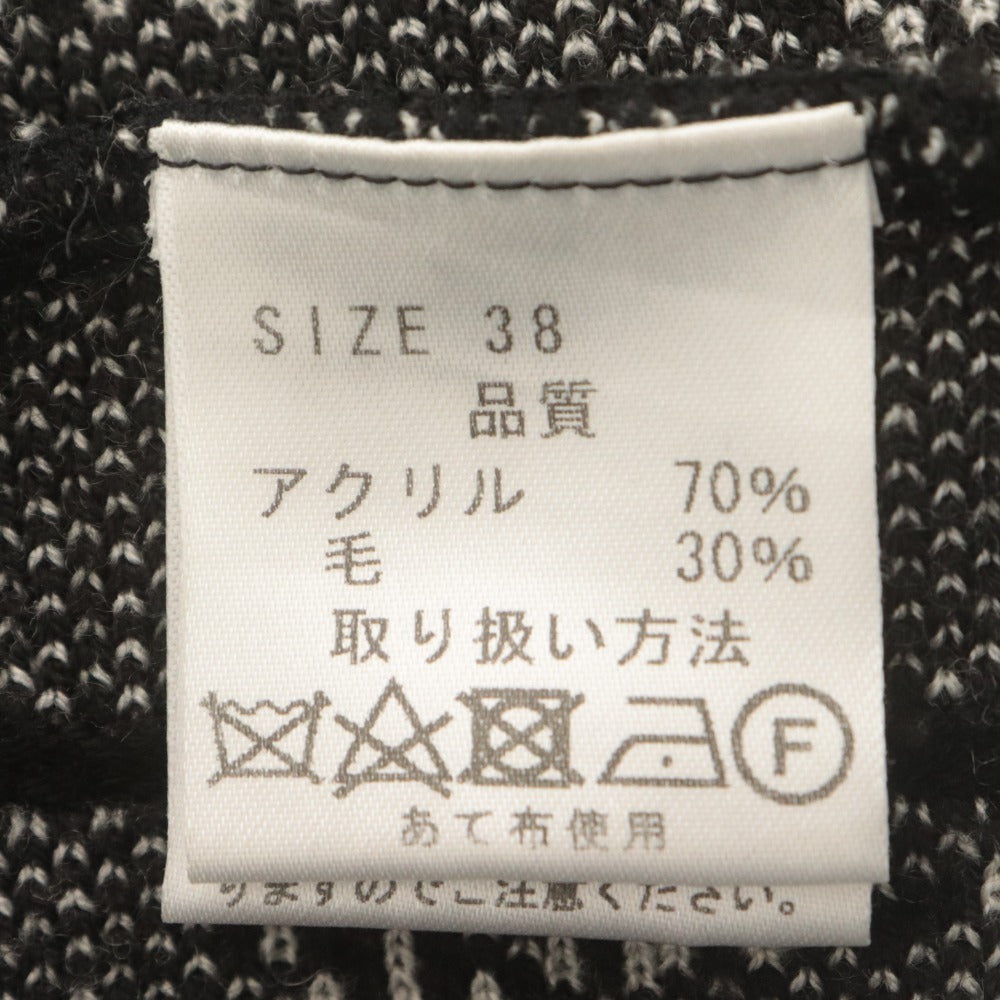 SIZE 38
品質
アクリル 70%
毛 30%
取り扱い方法
F
あて布使用
りますのでご注意ください。